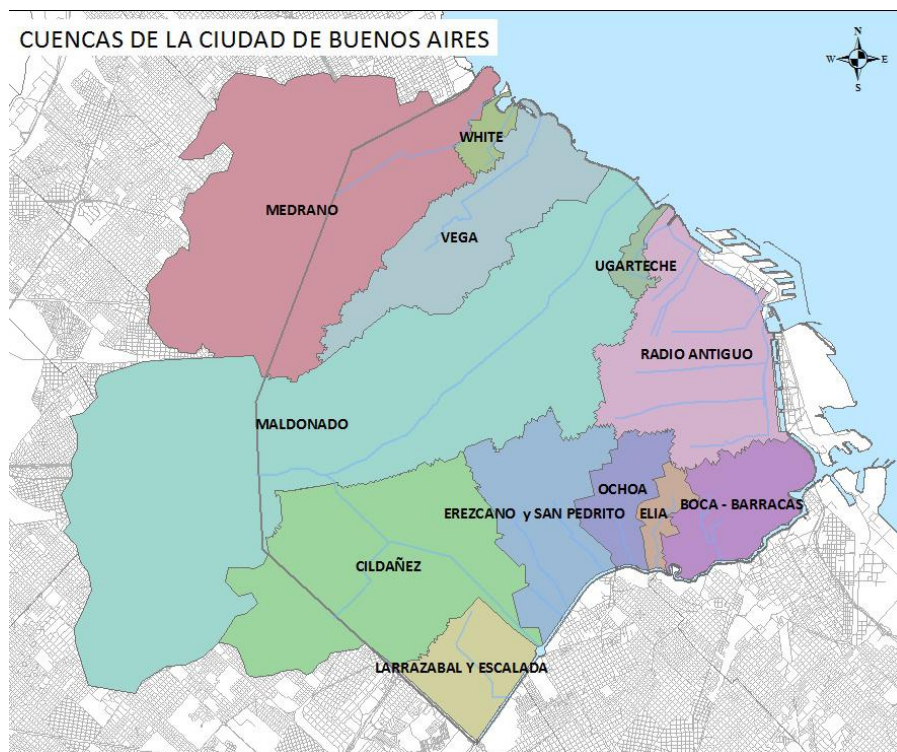 CUENCAS DE LA CIUDAD DE BUENOS AIRES
N
W E
S
WHITE
MEDRANO
VEGA
UGARTECHE
RADIO ANTIGUO
MALDONADO
OCHOA
EREZCANO y SAN PEDRITO
ELIA
BOCA - BARRACAS
CILDAÑEZ
LARRAZABAL Y ESCALADA